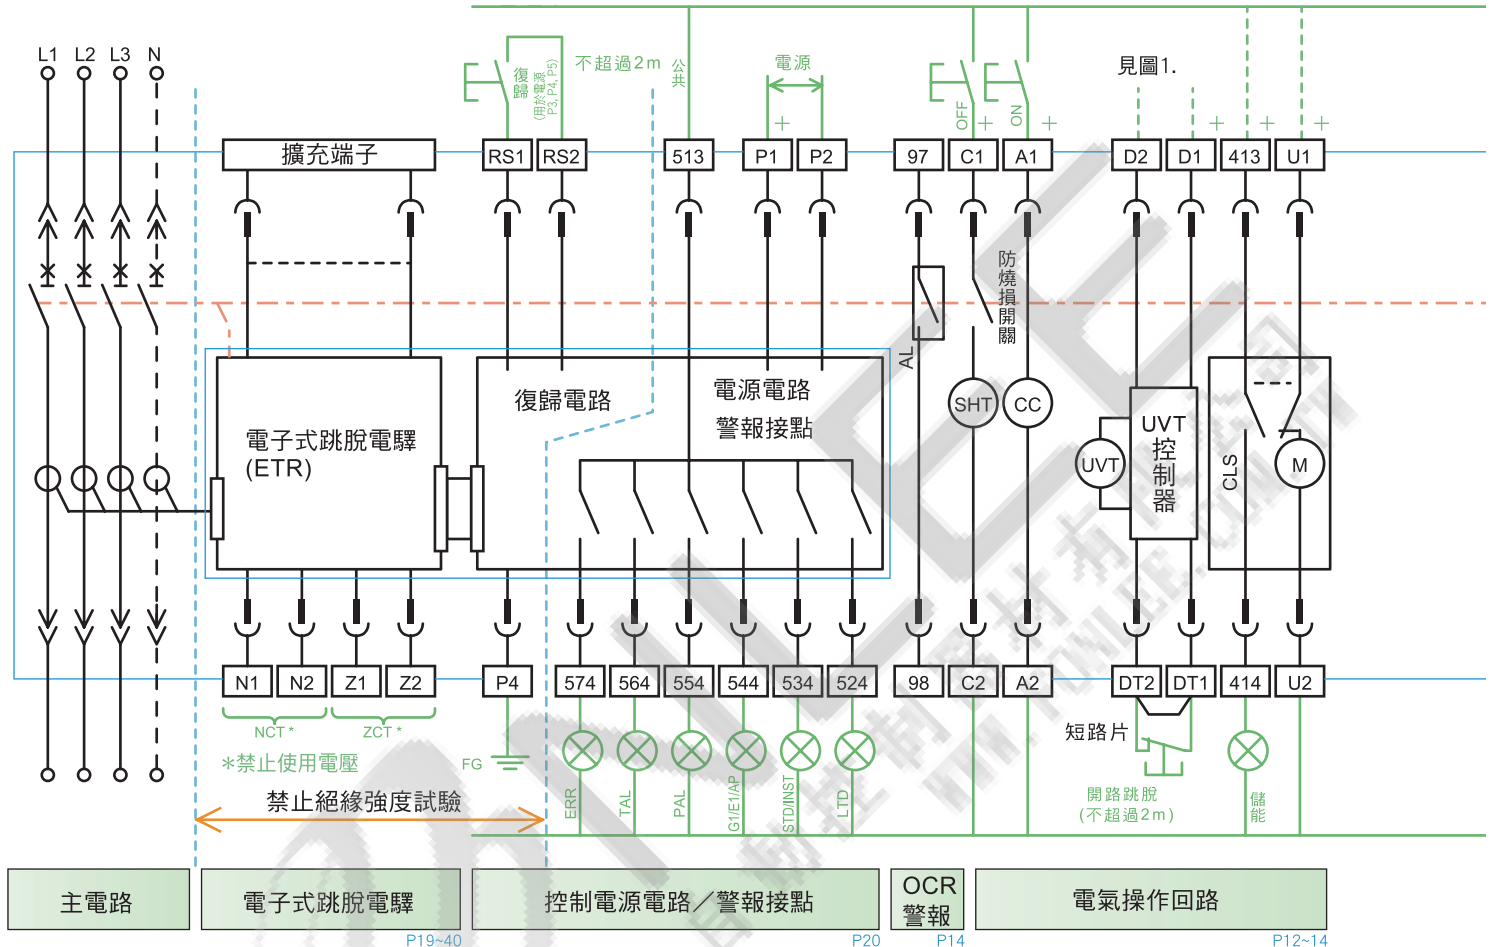 L1 L2 L3 N
復歸
(用於電源
P3, P4, P5)
不超過2m
公共
電源
+
OFF
+
ON
+
見圖1.
+
+
+
擴充端子
RS1 RS2 513 P1 P2 97 C1 A1 D2 D1 413 U1
防燒損開關
AL
復歸電路
電源電路
警報接點
電子式跳脫電驛
(ETR)
SHT
CC
UVT
UVT
控制器
CLS
M
N1 N2 Z1 Z2 P4 574 564 554 544 534 524 98 C2 A2 DT2 DT1 414 U2
NCT *
ZCT *
*禁止使用電壓
FG
ERR
TAL
PAL
G1/E1/AP
STD/INST
LTD
短路片
開路跳脫
(不超過2m)
儲能
禁止絕緣強度試驗
主電路
電子式跳脫電驛
控制電源電路／警報接點
OCR
警報
電氣操作回路
P19~40
P20
P14
P12~14